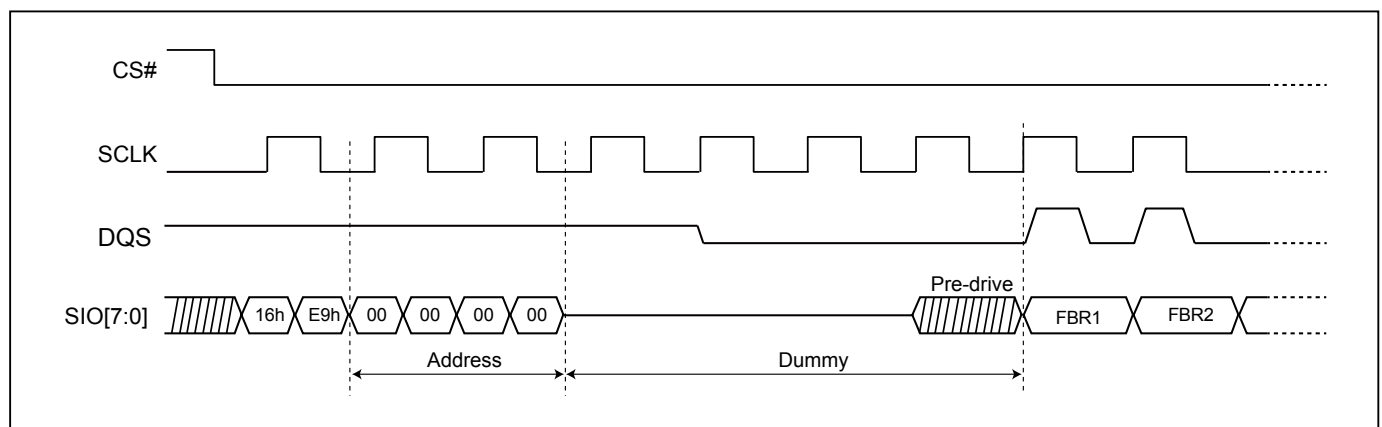 CS#
SCLK
DQS
Pre-drive
SIO[7:0] 16h E9h 00 00 00 00 FBR1 FBR2
Address Dummy